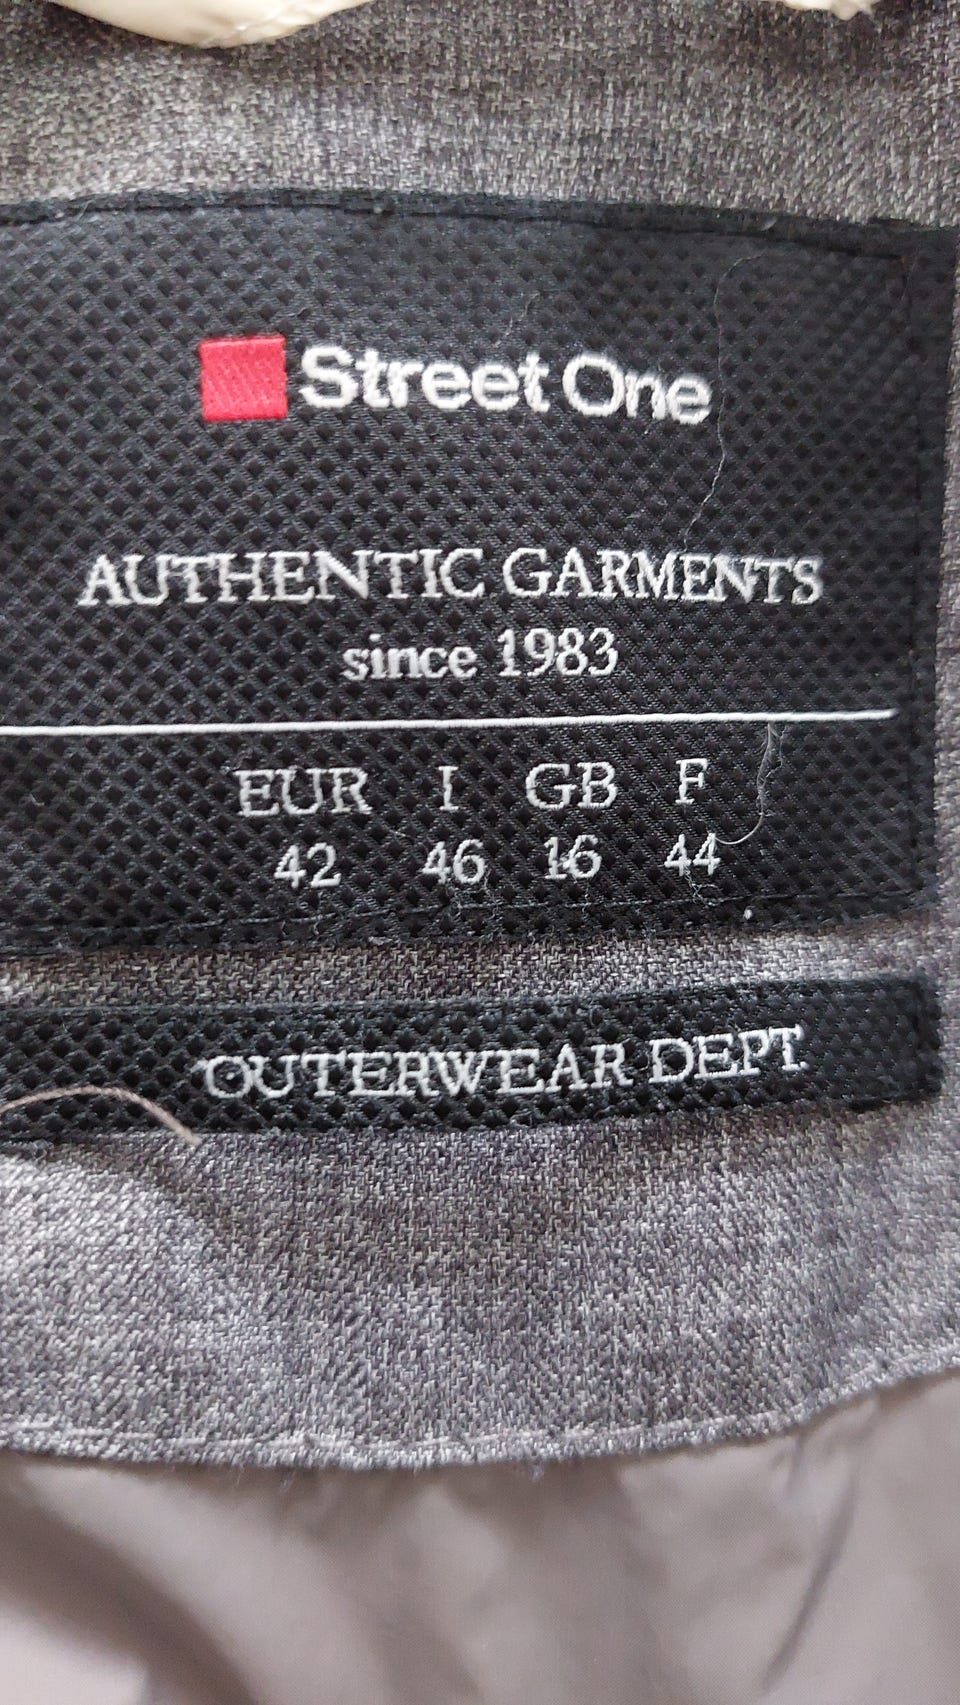 Street One
AUTHENTIC GARMENTS
since 1983
EUR I GB F
42 46 16 44
OUTERWEAR DEPT.